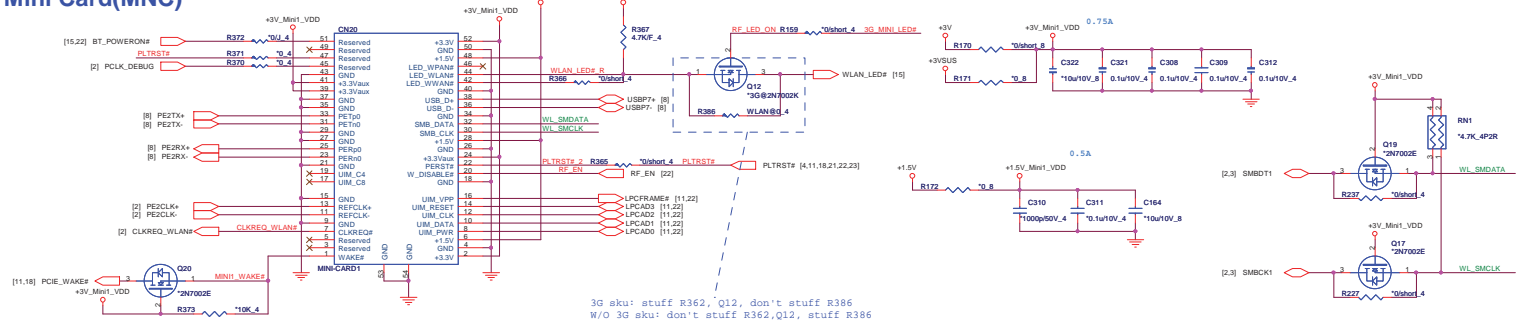 Mini Card(MNC)
+3V_Mini1_VDD
+3V_Mini1_VDD
CN20
[15,22] BT_POWERON# R372 *0/J_4
PLTRST# R371 *0_4
[2] PCLK_DEBUG R370 *0_4
51 Reserved +3.3V 52
49 Reserved GND 50
47 Reserved +1.5V 48
45 Reserved LED_WPAN# 46
43 GND LED_WLAN# 44
41 +3.3Vaux LED_WWAN# 42
39 +3.3Vaux GND 40
37 GND USB_D+ 38
35 GND USB_D- 36
33 PETp0 GND 34
31 PETn0 SMB_DATA 32
29 GND SMB_CLK 30
27 GND +1.5V 28
25 PERp0 GND 26
23 PERn0 +3.3Vaux 24
21 GND PERST# 22
19 UIM_C4 W_DISABLE# 20
17 UIM_C8 GND 18
15 GND UIM_VPP 16
13 REFCLK+ UIM_RESET 14
11 REFCLK- UIM_CLK 12
9 GND UIM_DATA 10
7 CLKREQ# UIM_PWR 8
5 Reserved +1.5V 6
3 Reserved GND 4
1 WAKE# +3.3V 2
GND GND
53 54
MINI-CARD1
[8] PE2TX+
[8] PE2TX-
[8] PE2RX+
[8] PE2RX-
[2] PE2CLK+
[2] PE2CLK-
[2] CLKREQ_WLAN# CLKREQ_WLAN#
[11,18] PCIE_WAKE# 3 Q20 1 MINI1_WAKE#
2
*2N7002E
+3V_Mini1_VDD
R373 *10K_4
R367
4.7K/F_4
WLAN_LED#_R
R366 *0/short_4
USBP7+ [8]
USBP7- [8]
WL_SMDATA
WL_SMCLK
PLTRST#_2 R365 *0/short_4 PLTRST# PLTRST# [4,11,18,21,22,23]
RF_EN RF_EN [22]
LPCFRAME# [11,22]
LPCAD3 [11,22]
LPCAD2 [11,22]
LPCAD1 [11,22]
LPCAD0 [11,22]
RF_LED_ON R159 *0/short_4 3G_MINI_LED#
2
1 3
Q12
*3G@2N7002K
R386 WLAN@0_4
WLAN_LED# [15]
3G sku: stuff R362, Q12, don't stuff R386
W/O 3G sku: don't stuff R362,Q12, stuff R386
+3V +3V_Mini1_VDD 0.75A
R170 *0/short_8
+3VSUS
R171 *0_8
C322 C321 C308 C309 C312
*10u/10V_8 0.1u/10V_4 0.1u/10V_4 0.1u/10V_4 0.1u/10V_4
0.5A
+1.5V +1.5V_Mini1_VDD
R172 *0_8
C310 C311 C164
*1000p/50V_4 *0.1u/10V_4 *10u/10V_8
+3V_Mini1_VDD
RN1
*4.7K_4P2R
4 2
3 1
Q19
*2N7002E
2
[2,3] SMBDT1 3 1 WL_SMDATA
R237 *0/short_4
+3V_Mini1_VDD
Q17
*2N7002E
2
[2,3] SMBCK1 3 1 WL_SMCLK
R227 *0/short_4